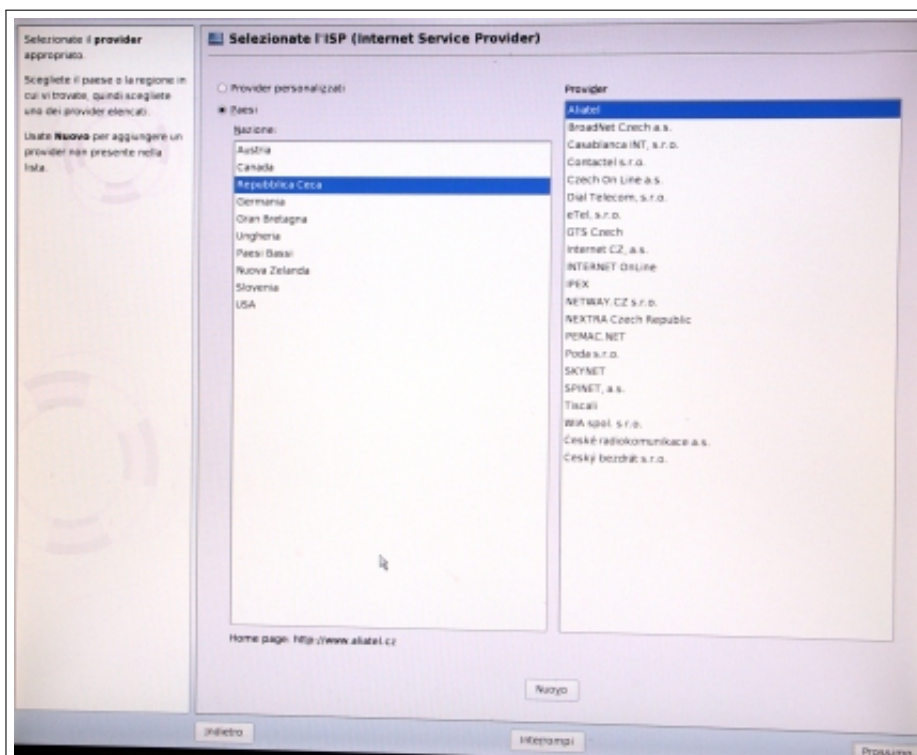 Selezionate il provider
appropriato.
Scegliete il paese o la regione in
cui vi trovate, quindi scegliete
uno dei provider elencati.
Usate Nuovo per aggiungere un
provider non presente nella
lista.
Selezionate l'ISP (Internet Service Provider)
Provider personalizzati
Paesi
Nazione:
Austria
Canada
Repubblica Ceca
Germania
Gran Bretagna
Ungheria
Paesi Bassi
Nuova Zelanda
Slovenia
USA
Provider
Aliatel
BroadNet Czech a.s.
Casablanca INT, s.r.o.
Contactel s.r.o.
Czech On Line a.s.
Dial Telecom, s.r.o.
eTel, s.r.o.
GTS Czech
Internet CZ, a.s.
INTERNET OnLine
IPEX
NETWAY.CZ s.r.o.
NEXTRA Czech Republic
PEMAC.NET
Poda s.r.o.
SKYNET
SPINET, a.s.
Tiscali
WIA spol. s r.o.
České radiokomunikace a.s.
Český bezdrát s.r.o.
Home page: http://www.aliatel.cz
Nuovo
Indietro
Interrompi
Prossimo